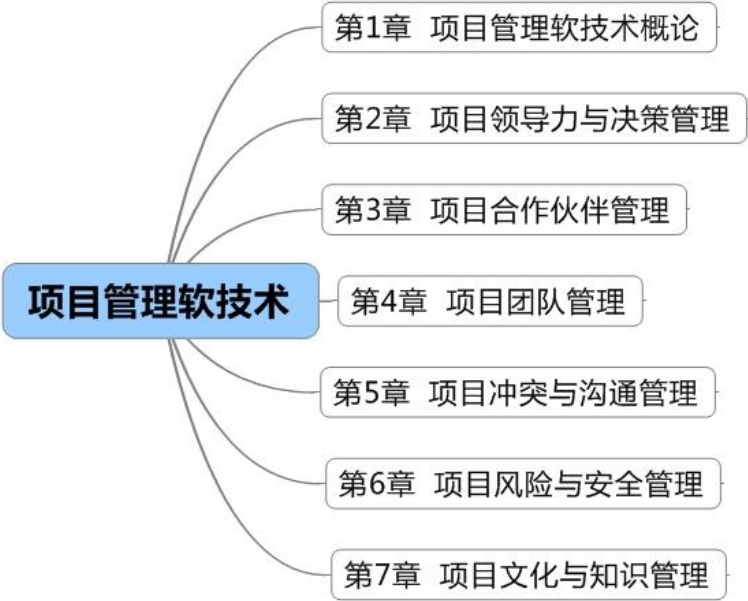 第1章 项目管理软技术概论
第2章 项目领导力与决策管理
第3章 项目合作伙伴管理
项目管理软技术
第4章 项目团队管理
第5章 项目冲突与沟通管理
第6章 项目风险与安全管理
第7章 项目文化与知识管理